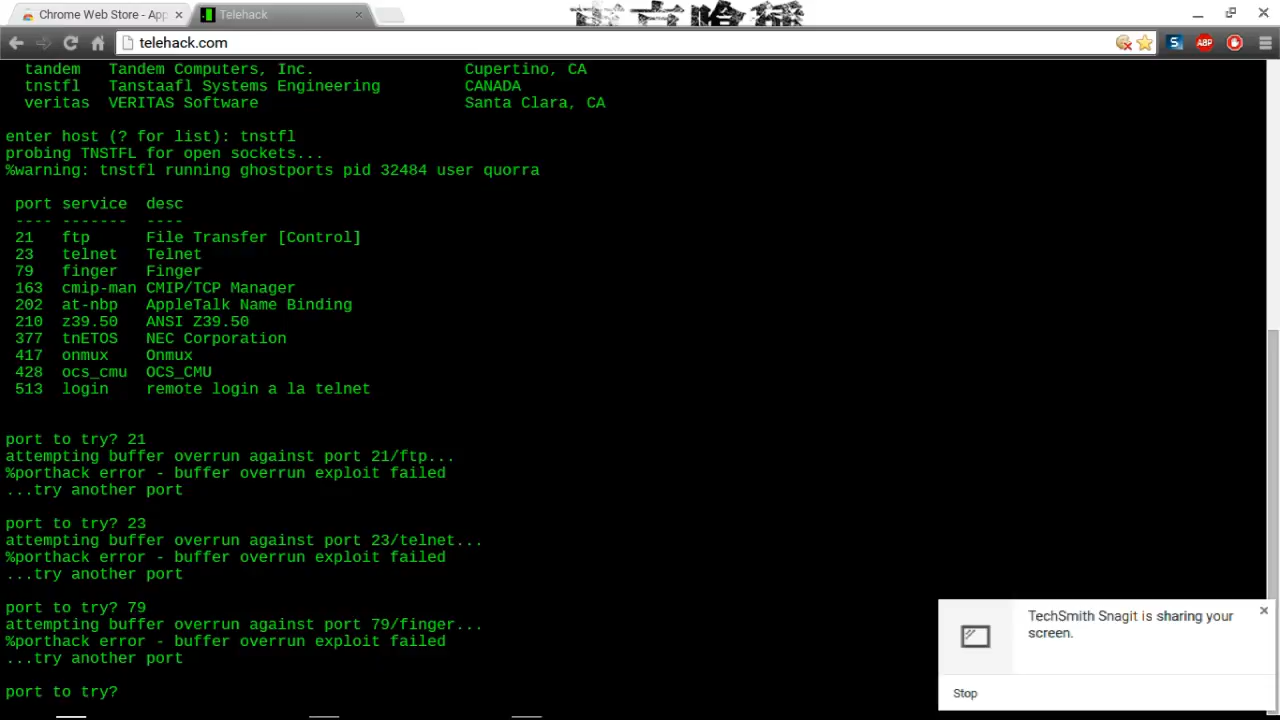 Chrome Web Store - App
Telehack
東京喰種
telehack.com
S
ABP
tandem Tandem Computers, Inc. Cupertino, CA
tnstfl Tanstaafl Systems Engineering CANADA
veritas VERITAS Software Santa Clara, CA
enter host (? for list): tnstfl
probing TNSTFL for open sockets...
%warning: tnstfl running ghostports pid 32484 user quorra
port service desc
---- ------- ----
21 ftp File Transfer [Control]
23 telnet Telnet
79 finger Finger
163 cmip-man CMIP/TCP Manager
202 at-nbp AppleTalk Name Binding
210 z39.50 ANSI Z39.50
377 tnETOS NEC Corporation
417 onmux Onmux
428 ocs_cmu OCS_CMU
513 login remote login a la telnet
port to try? 21
attempting buffer overrun against port 21/ftp...
%porthack error - buffer overrun exploit failed
...try another port
port to try? 23
attempting buffer overrun against port 23/telnet...
%porthack error - buffer overrun exploit failed
...try another port
port to try? 79
attempting buffer overrun against port 79/finger...
%porthack error - buffer overrun exploit failed
...try another port
port to try?
TechSmith Snagit is sharing your
screen.
Stop